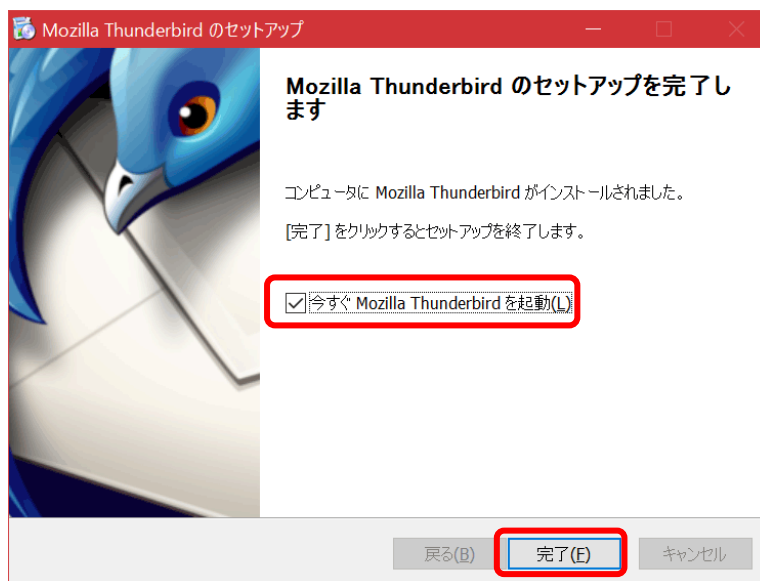 Mozilla Thunderbird のセットアップ
Mozilla Thunderbird のセットアップを完了し
ます
コンピュータに Mozilla Thunderbird がインストールされました。
[完了] をクリックするとセットアップを終了します。
今すぐ Mozilla Thunderbird を起動(L)
戻る(B)
完了(F)
キャンセル